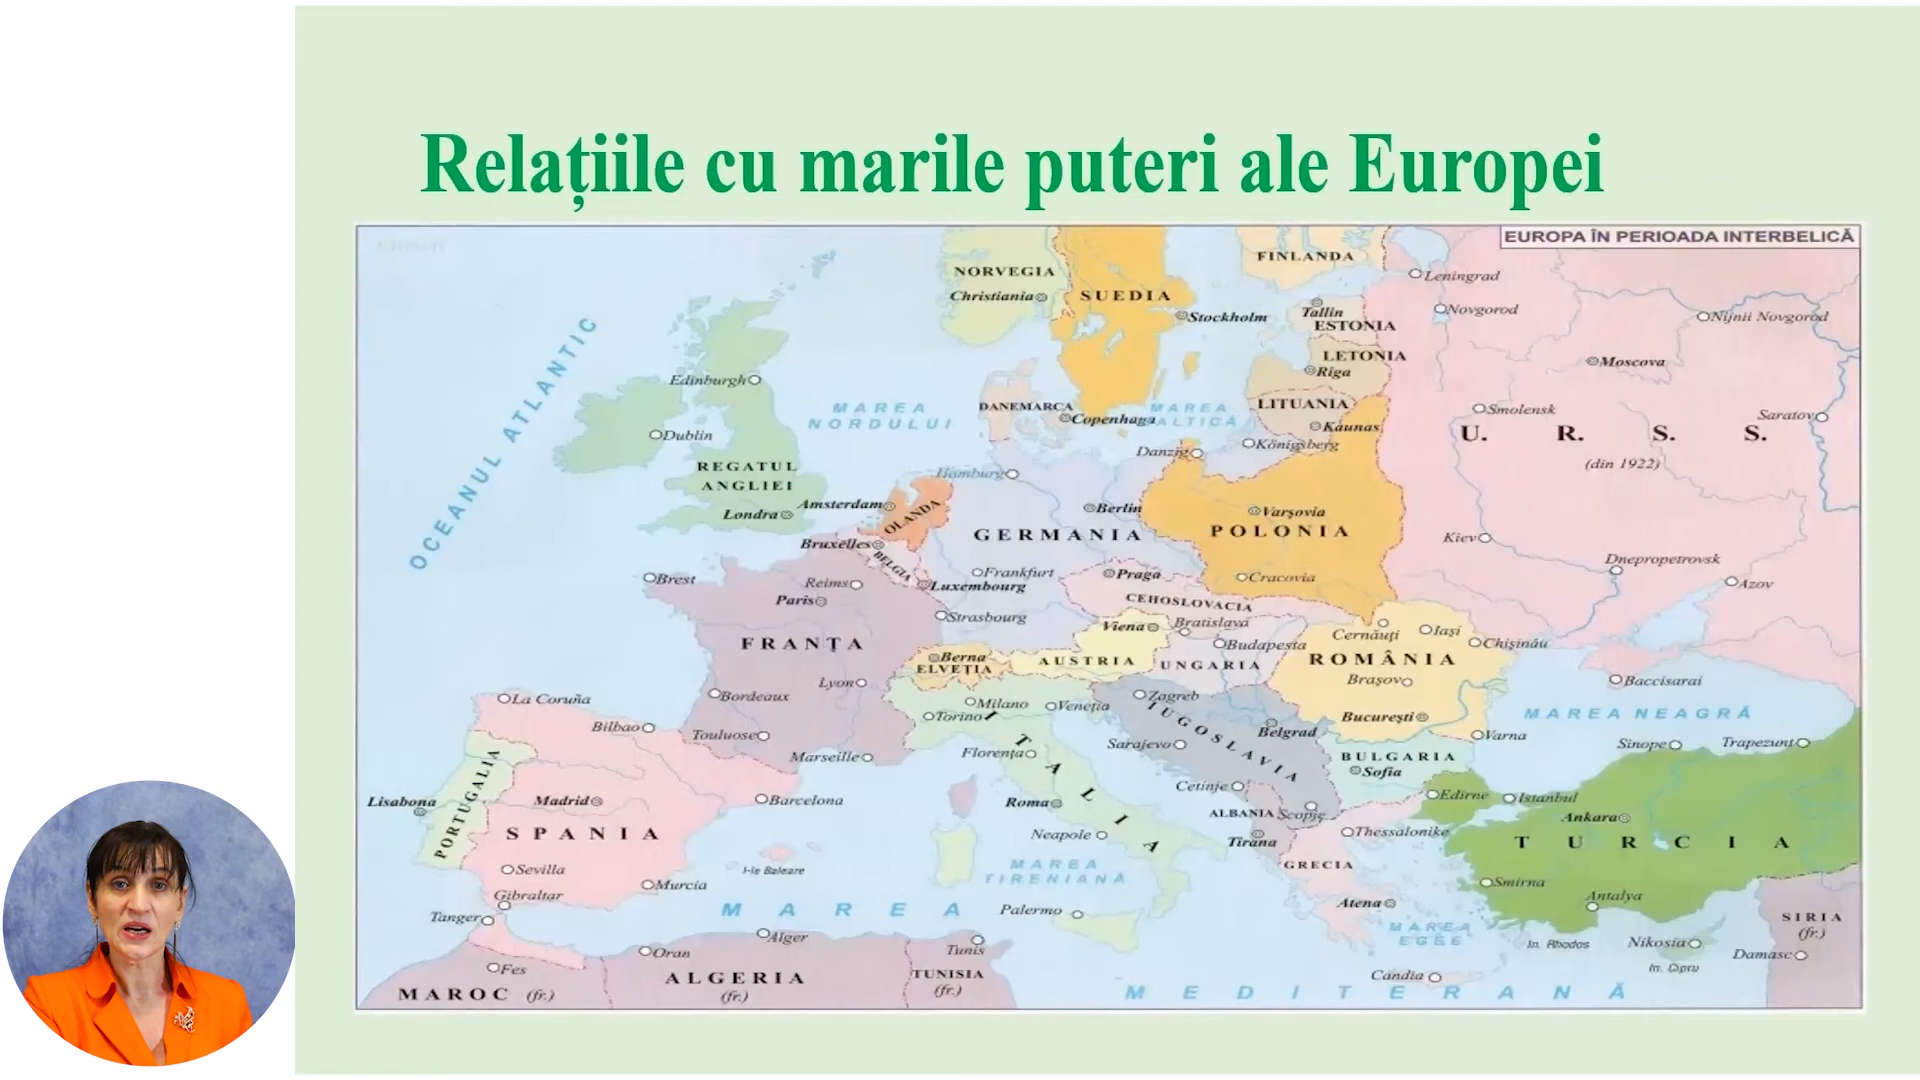 Relațiile cu marile puteri ale Europei
EUROPA ÎN PERIOADA INTERBELICĂ
NORVEGIA
Christiania
SUEDIA
Stockholm
FINLANDA
Tallin
ESTONIA
LETONIA
Riga
LITUANIA
Kaunas
Königsberg
Leningrad
Novgorod
Nijnii Novgorod
Moscova
Smolensk
Saratov
U. R. S. S.
(din 1922)
Kiev
Dnepropetrovsk
Azov
Baccisarai
OCEANUL ATLANTIC
Edinburgh
Dublin
REGATUL
ANGLIEI
Londra
MAREA
NORDULUI
DANEMARCA
Copenhaga
MAREA
BALTICĂ
Danzig
Hamburg
Amsterdam
OLANDA
Berlin
GERMANIA
Varșovia
POLONIA
Cracovia
Bruxelles
BELGIA
Luxembourg
Frankfurt
Praga
CEHOSLOVACIA
Strasbourg
Brest
Reims
Paris
FRANȚA
Lyon
Bordeaux
Touluose
Marseille
Berna
ELVEȚIA
Viena
AUSTRIA
Bratislava
Budapesta
UNGARIA
Cernăuți
Iași
Chișinău
ROMÂNIA
Brașov
București
MAREA NEAGRĂ
Varna
BULGARIA
Sofia
Milano
Torino
Veneția
Florența
ITALIA
Roma
Neapole
Palermo
Zagreb
IUGOSLAVIA
Belgrad
Sarajevo
Cetinje
ALBANIA
Scopje
Tirana
GRECIA
Thessalonike
Atena
Candia
La Coruña
Bilbao
PORTUGALIA
Lisabona
Madrid
SPANIA
Barcelona
Sevilla
Murcia
Gibraltar
Tanger
I-le Baleare
MAREA
TIRENIANĂ
MAREA
EGEE
MAREA MEDITERANĂ
Edirne
Istanbul
Sinope
Trapezunt
Ankara
TURCIA
Smirna
Antalya
In. Rhodos
Nikosia
In. Cipru
SIRIA
(fr.)
Damasc
Fes
MAROC (fr.)
Oran
Alger
ALGERIA
(fr.)
Tunis
TUNISIA
(fr.)